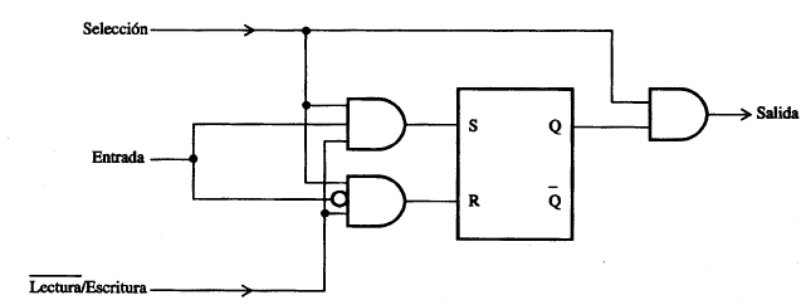 Selección
Entrada
Lectura/Escritura
S
Q
R
Q̅
Salida